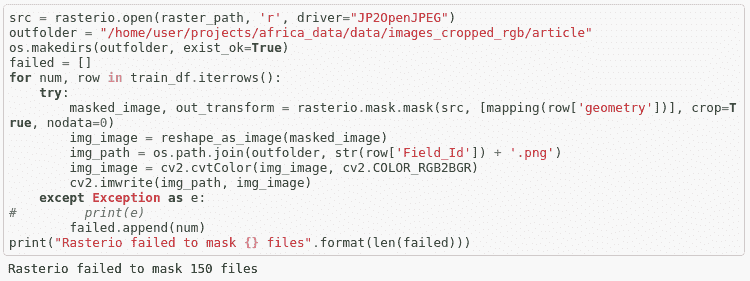 src = rasterio.open(raster_path, 'r', driver="JP2OpenJPEG")
outfolder = "/home/user/projects/africa_data/data/images_cropped_rgb/article"
os.makedirs(outfolder, exist_ok=True)
failed = []
for num, row in train_df.iterrows():
    try:
        masked_image, out_transform = rasterio.mask.mask(src, [mapping(row['geometry'])], crop=T
rue, nodata=0)
        img_image = reshape_as_image(masked_image)
        img_path = os.path.join(outfolder, str(row['Field_Id']) + '.png')
        img_image = cv2.cvtColor(img_image, cv2.COLOR_RGB2BGR)
        cv2.imwrite(img_path, img_image)
    except Exception as e:
#         print(e)
        failed.append(num)
print("Rasterio failed to mask {} files".format(len(failed)))
Rasterio failed to mask 150 files